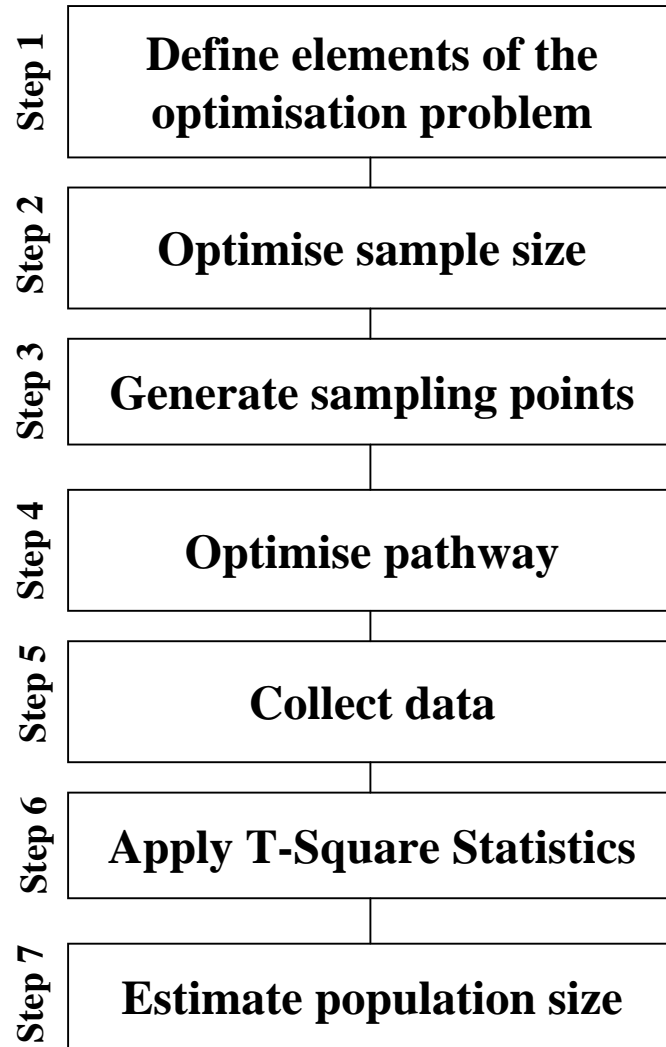 Step 1
Define elements of the
optimisation problem
Step 2
Optimise sample size
Step 3
Generate sampling points
Step 4
Optimise pathway
Step 5
Collect data
Step 6
Apply T-Square Statistics
Step 7
Estimate population size